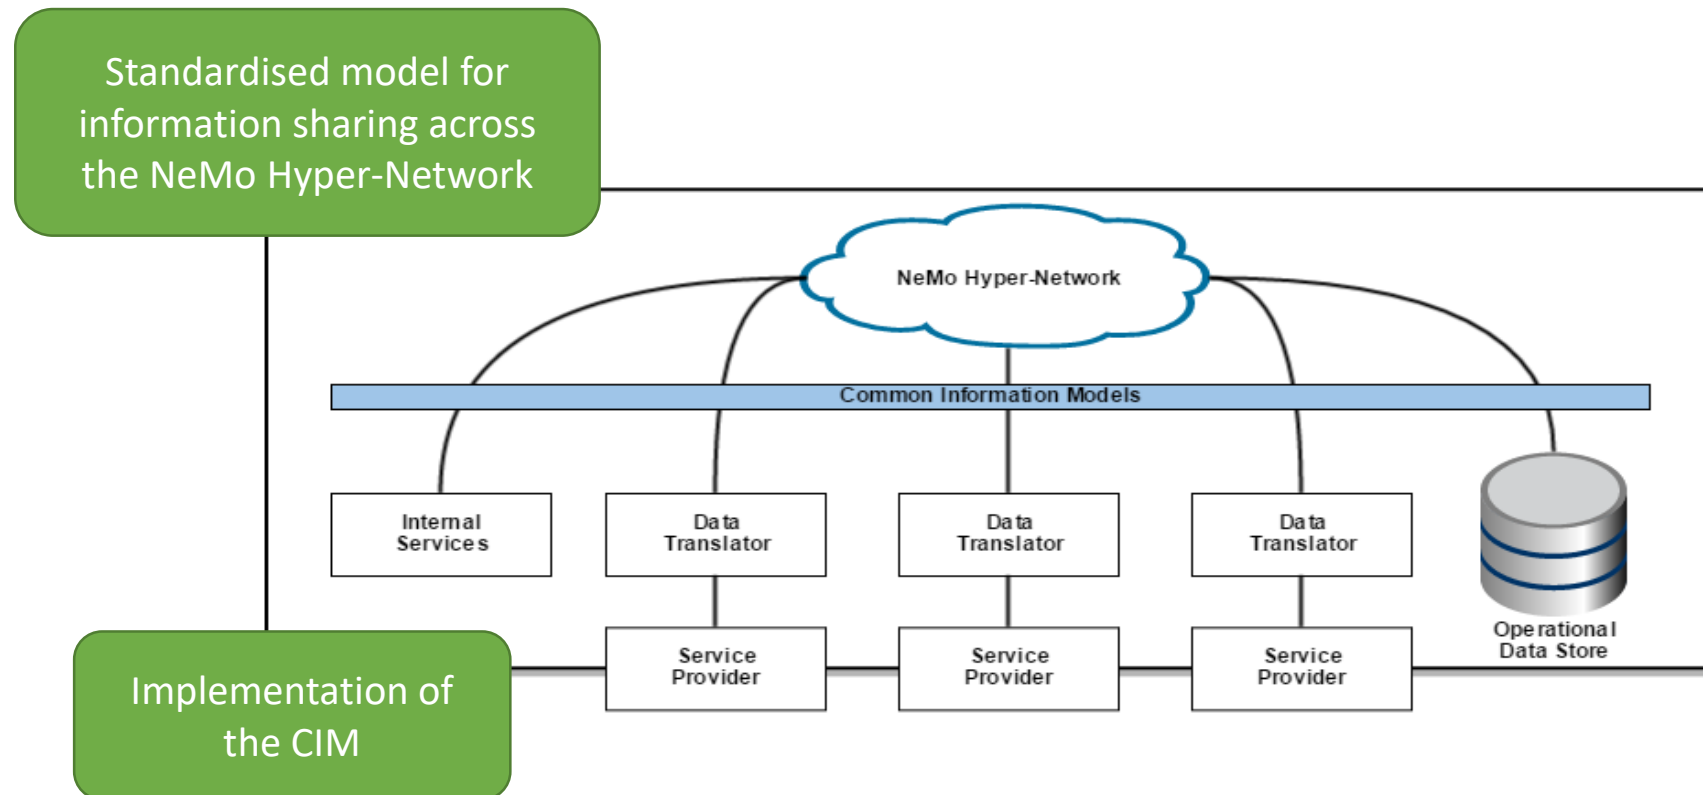 Standardised model for
information sharing across
the NeMo Hyper-Network
NeMo Hyper-Network
Common Information Models
Internal
Services
Data
Translator
Data
Translator
Data
Translator
Service
Provider
Service
Provider
Service
Provider
Operational
Data Store
Implementation of
the CIM